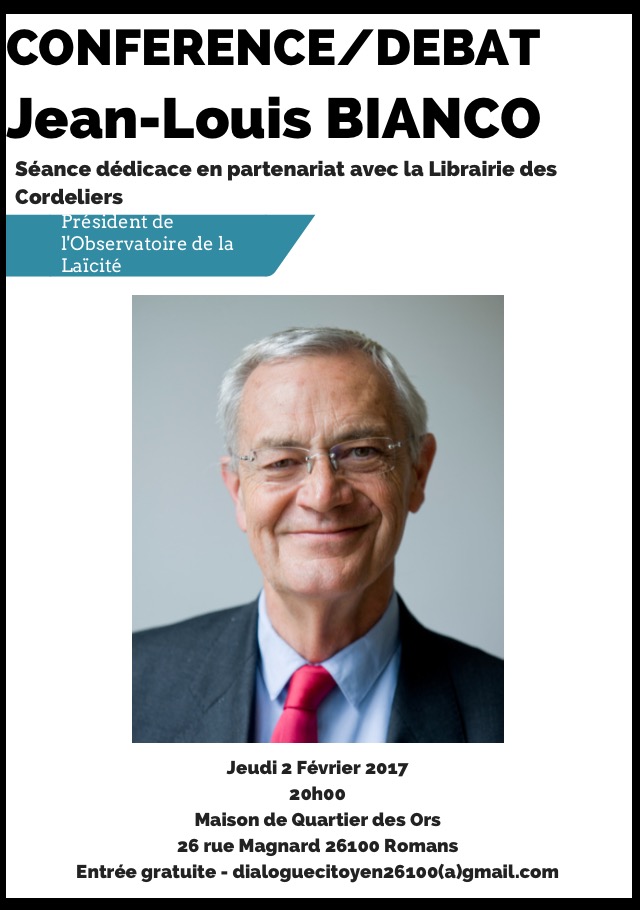 CONFERENCE/DEBAT
Jean-Louis BIANCO
Séance dédicace en partenariat avec la Librairie des
Cordeliers
Président de
l'Observatoire de la
Laïcité
Jeudi 2 Février 2017
20h00
Maison de Quartier des Ors
26 rue Magnard 26100 Romans
Entrée gratuite - dialoguecitoyen26100(a)gmail.com